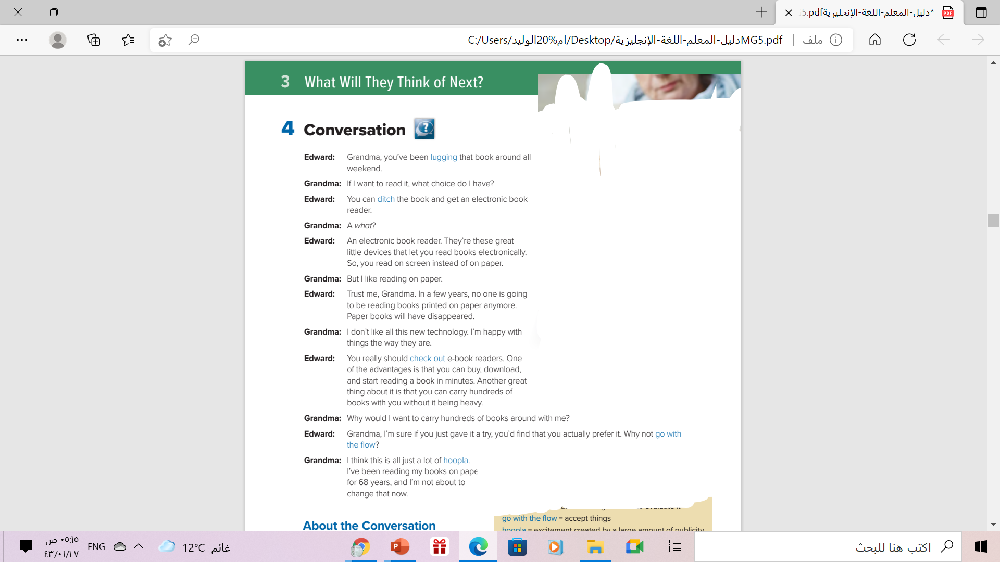 *دليل-المعلم-اللغة-الإنجليزيةG5.pdf
C:/Users/ام%20الوليد/Desktop/دليل-المعلم-اللغة-الإنجليزيةMG5.pdf
ملف
3 What Will They Think of Next?
4 Conversation
Edward: Grandma, you've been lugging that book around all
weekend.
Grandma: If I want to read it, what choice do I have?
Edward: You can ditch the book and get an electronic book
reader.
Grandma: A what?
Edward: An electronic book reader. They're these great
little devices that let you read books electronically.
So, you read on screen instead of on paper.
Grandma: But I like reading on paper.
Edward: Trust me, Grandma. In a few years, no one is going
to be reading books printed on paper anymore.
Paper books will have disappeared.
Grandma: I don't like all this new technology. I'm happy with
things the way they are.
Edward: You really should check out e-book readers. One
of the advantages is that you can buy, download,
and start reading a book in minutes. Another great
thing about it is that you can carry hundreds of
books with you without it being heavy.
Grandma: Why would I want to carry hundreds of books around with me?
Edward: Grandma, I'm sure if you just gave it a try, you'd find that you actually prefer it. Why not go with
the flow?
Grandma: I think this is all just a lot of hoopla.
I've been reading my books on pape
for 68 years, and I'm not about to
change that now.
go with the flow = accept things
hoopla = excitement created by a large amount of publicity
About the Conversation
٠٥:١٥ ص
٤٣/٠٦/٢٧
ENG
12°C غائم
اكتب هنا للبحث